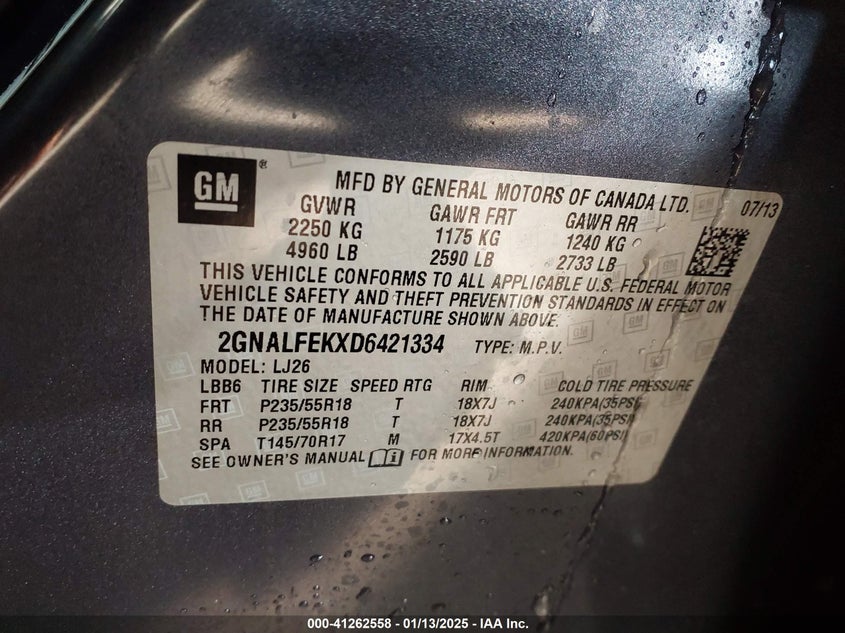 GM ®
MFD BY GENERAL MOTORS OF CANADA LTD. 07/13
GVWR GAWR FRT GAWR RR
2250 KG 1175 KG 1240 KG
4960 LB 2590 LB 2733 LB
THIS VEHICLE CONFORMS TO ALL APPLICABLE U.S. FEDERAL MOTOR
VEHICLE SAFETY AND THEFT PREVENTION STANDARDS IN EFFECT ON
THE DATE OF MANUFACTURE SHOWN ABOVE.
2GNALFEKXD6421334 TYPE: M.P.V.
MODEL: LJ26
LBB6 TIRE SIZE SPEED RTG RIM COLD TIRE PRESSURE
FRT P235/55R18 T 18X7J 240KPA(35PSI)
RR P235/55R18 T 18X7J 240KPA(35PSI)
SPA T145/70R17 M 17X4.5T 420KPA(60PSI)
SEE OWNER'S MANUAL FOR MORE INFORMATION.
000-41262558 - 01/13/2025 - IAA Inc.